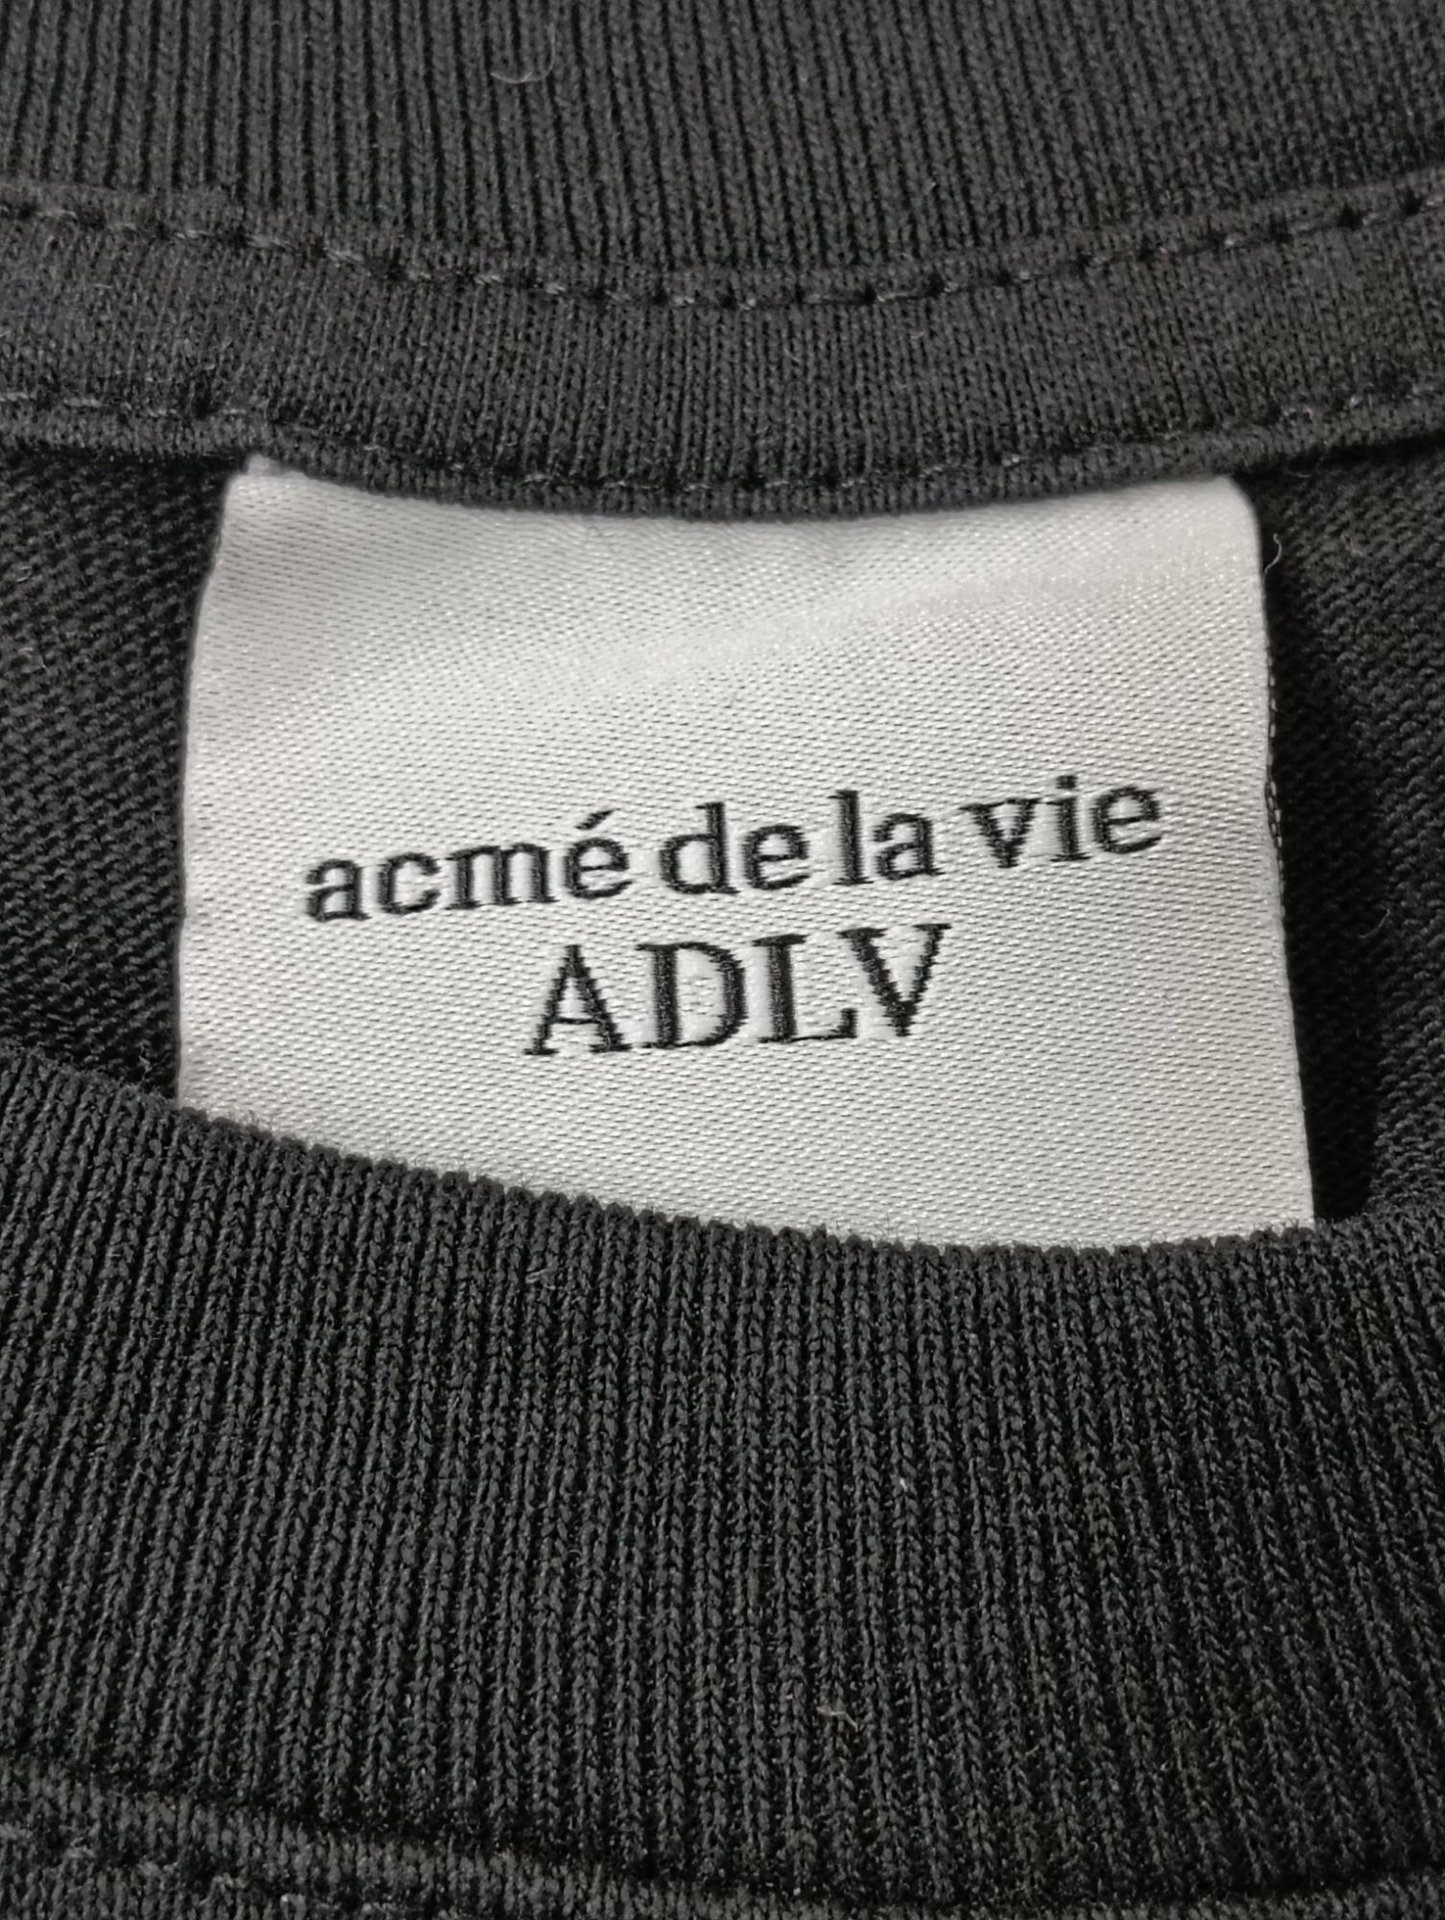 acmé de la vie
ADLV